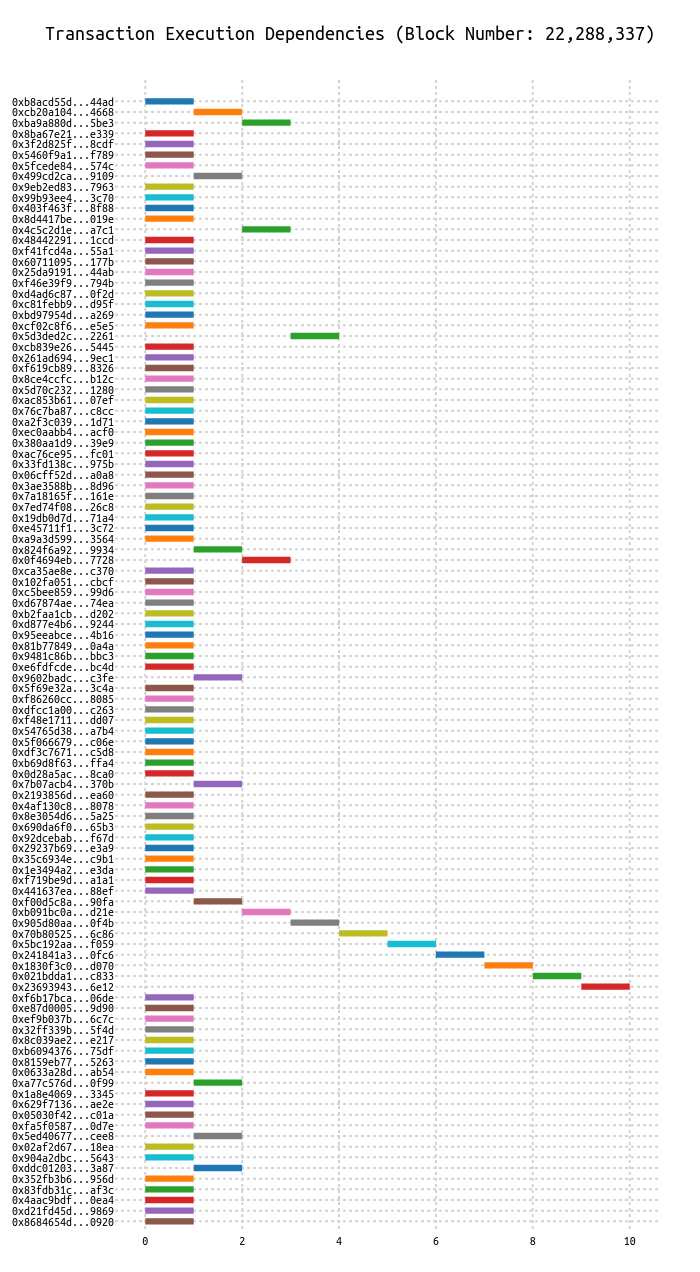 Transaction Execution Dependencies (Block Number: 22,288,337)
0xb8acd55d...44ad
0xcb20a104...4668
0xba9a880d...5be3
0x8ba67e21...e339
0x3f2d825f...8cdf
0x5460f9a1...f789
0x5fcede84...574c
0x499cd2ca...9109
0x9eb2ed83...7963
0x99b93ee4...3c70
0x403f463f...8f88
0x8d4417be...019e
0x4c5c2d1e...a7c1
0x48442291...1ccd
0xf41fcd4a...55a1
0x60711095...177b
0x25da9191...44ab
0xf46e39f9...794b
0xd4ad6c87...0f2d
0xc81febb9...d95f
0xbd97954d...a269
0xcf02c8f6...e5e5
0x5d3ded2c...2261
0xcb839e26...5445
0x261ad694...9ec1
0xf619cb89...8326
0x8ce4ccfc...b12c
0x5d70c232...1280
0xac853b61...07ef
0x76c7ba87...c8cc
0xa2f3c039...1d71
0xec0aabb4...acf0
0x380aa1d9...39e9
0xac76ce95...fc01
0x33fd138c...975b
0x06cff52d...a0a8
0x3ae3588b...8d96
0x7a18165f...161e
0x7ed74f08...26c8
0x19db0d7d...71a4
0xe45711f1...3c72
0xa9a3d599...3564
0x824f6a92...9934
0x0f4694eb...7728
0xca35ae8e...c370
0x102fa051...cbcf
0xc5bee859...99d6
0xd67874ae...74ea
0xb2faa1cb...d202
0xd877e4b6...9244
0x95eeabce...4b16
0x81b77849...0a4a
0x9481c86b...bbc3
0xe6fdfcde...bc4d
0x9602badc...c3fe
0x5f69e32a...3c4a
0xf86260cc...8085
0xdfcc1a00...c263
0xf48e1711...dd07
0x54765d38...a7b4
0x5f066679...c06e
0xdf3c7671...c5d8
0xb69d8f63...ffa4
0x0d28a5ac...8ca0
0x7b07acb4...370b
0x2193856d...ea60
0x4af130c8...8078
0x8e3054d6...5a25
0x690da6f0...65b3
0x92dcebab...f67d
0x29237b69...e3a9
0x35c6934e...c9b1
0x1e3494a2...e3da
0xf719be9d...a1a1
0x441637ea...88ef
0xf00d5c8a...90fa
0xb091bc0a...d21e
0x905d80aa...0f4b
0x70b80525...6c86
0x5bc192aa...f059
0x241841a3...0fc6
0x1830f3c0...d070
0x021bdda1...c833
0x23693943...6e12
0xf6b17bca...06de
0xe87d0005...9d90
0xef9b037b...6c7c
0x32ff339b...5f4d
0x8c039ae2...e217
0xb6094376...75df
0x8159eb77...5263
0x0633a28d...ab54
0xa77c576d...0f99
0x1a8e4069...3345
0x629f7136...ae2e
0x05030f42...c01a
0xfa5f0587...0d7e
0x5ed40677...cee8
0x02af2d67...18ea
0x904a2dbc...5643
0xddc01203...3a87
0x352fb3b6...956d
0x83fdb31c...af3c
0x4aac9bdf...0ea4
0xd21fd45d...9869
0x8684654d...0920
0 2 4 6 8 10